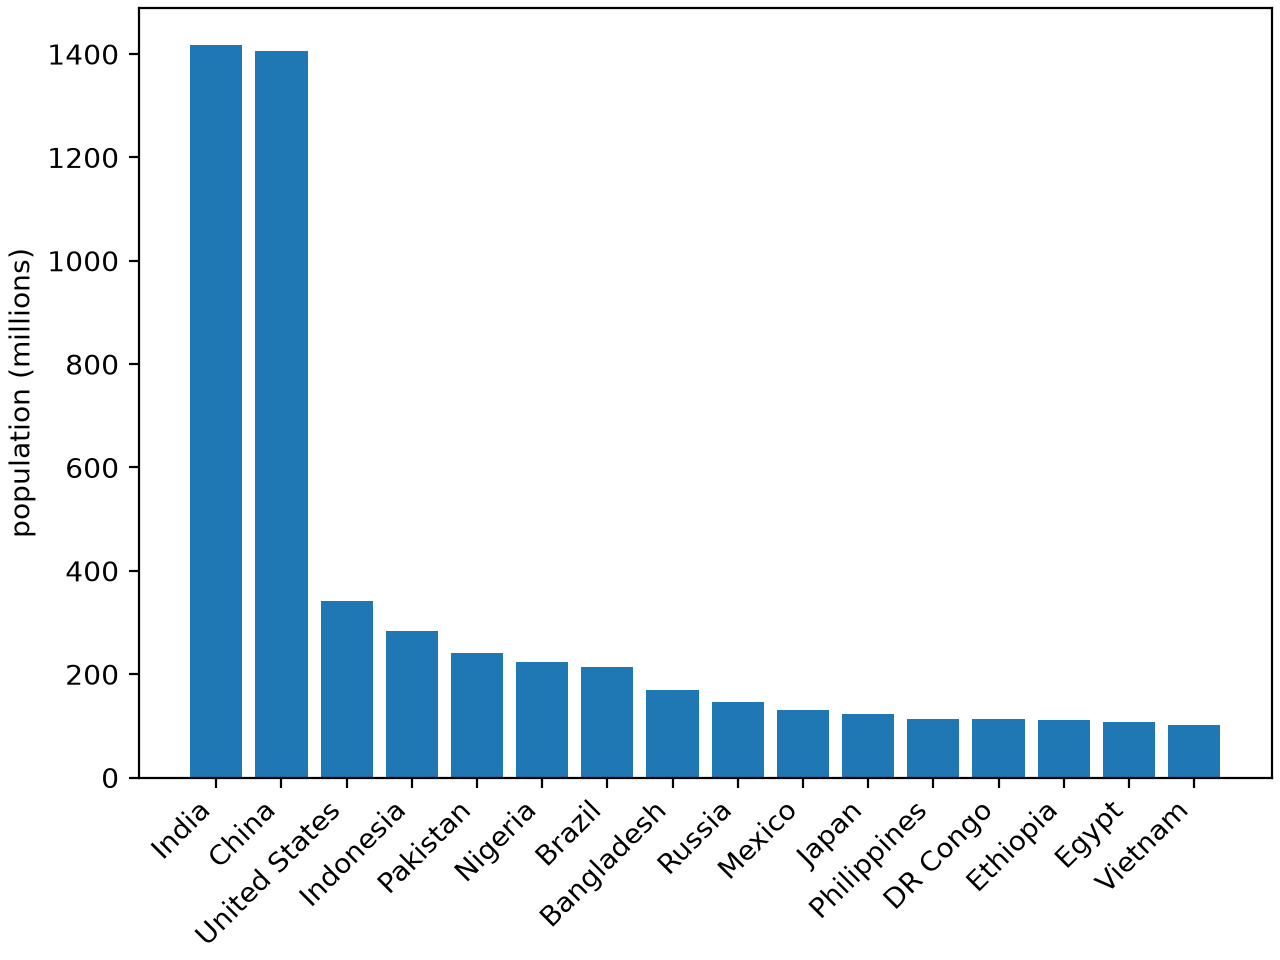 population (millions)
1400
1200
1000
800
600
400
200
0
India
China
United States
Indonesia
Pakistan
Nigeria
Brazil
Bangladesh
Russia
Mexico
Japan
Philippines
DR Congo
Ethiopia
Egypt
Vietnam